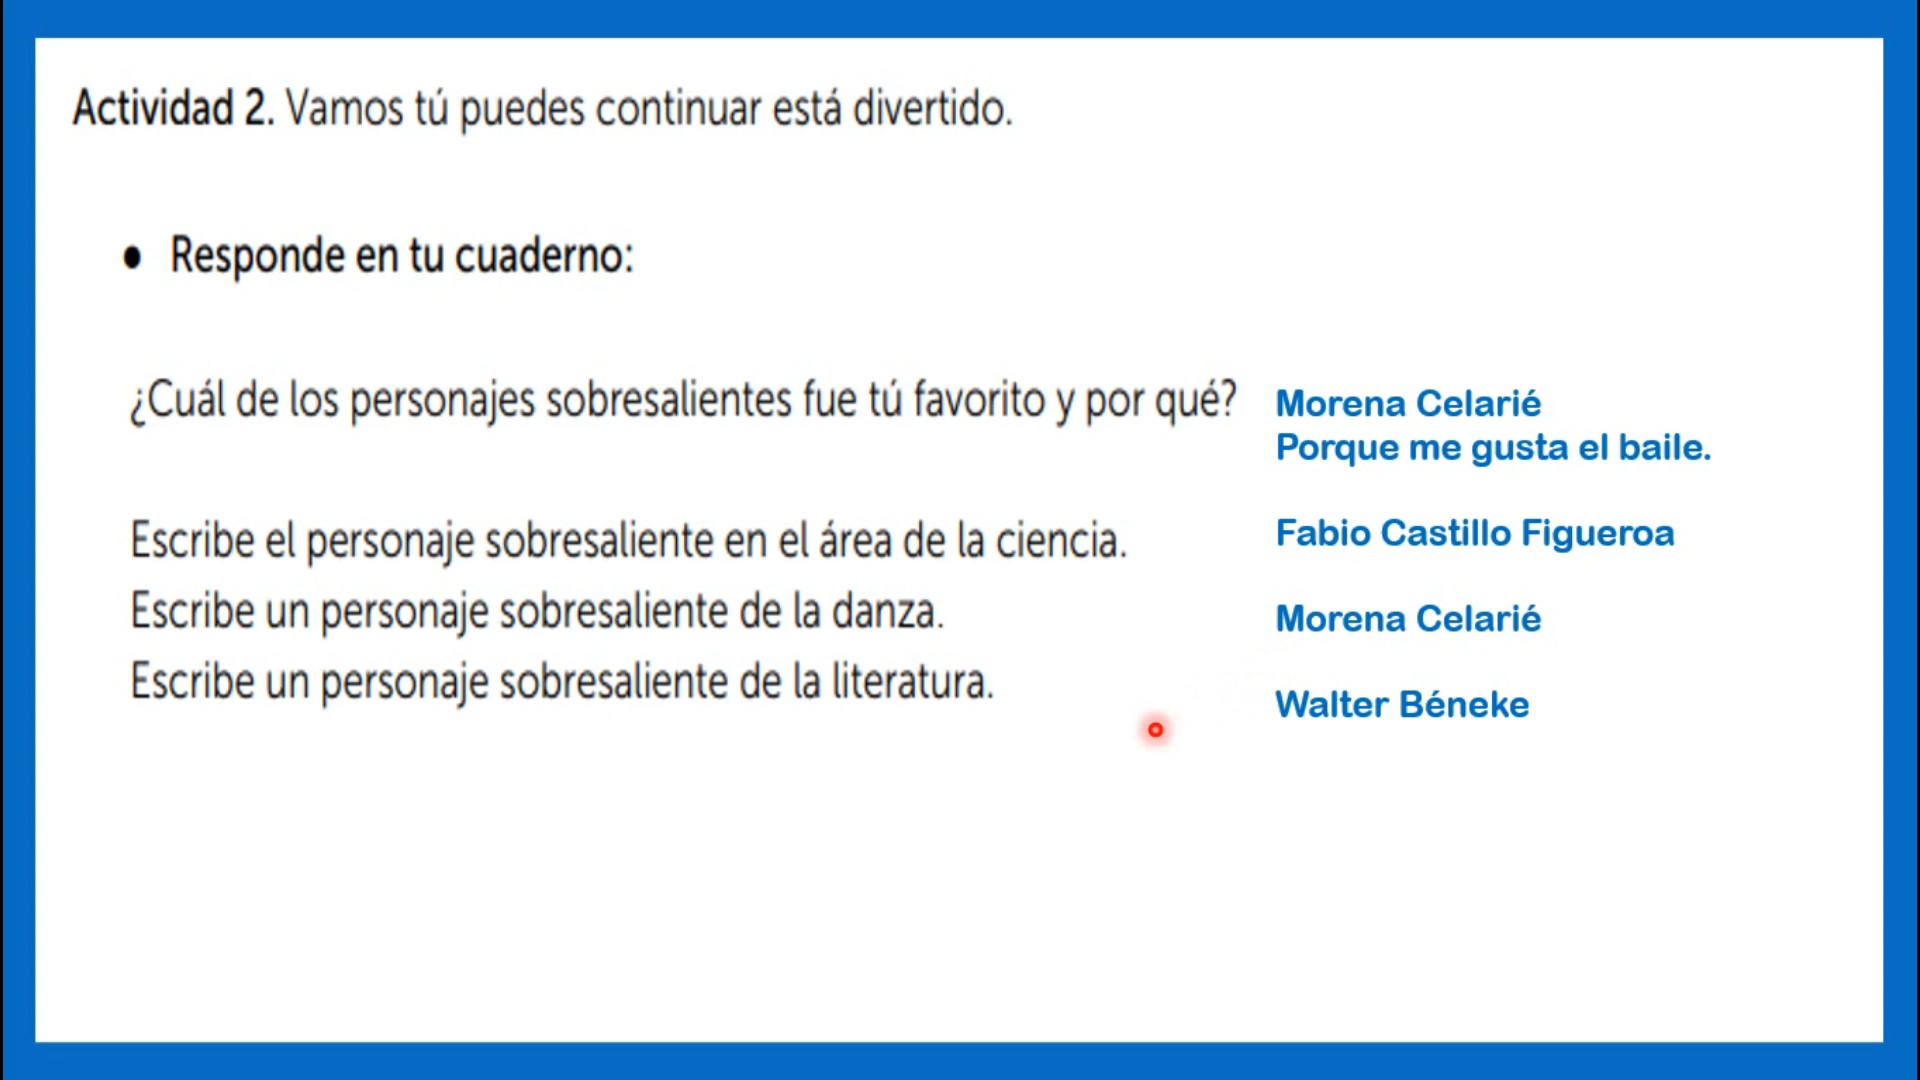 Actividad 2. Vamos tú puedes continuar está divertido.
● Responde en tu cuaderno:
¿Cuál de los personajes sobresalientes fue tú favorito y por qué?
Morena Celarié
Porque me gusta el baile.
Escribe el personaje sobresaliente en el área de la ciencia.
Fabio Castillo Figueroa
Escribe un personaje sobresaliente de la danza.
Morena Celarié
Escribe un personaje sobresaliente de la literatura.
Walter Béneke